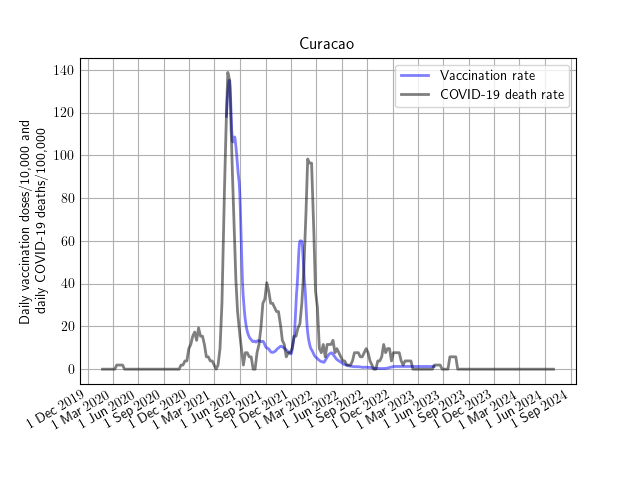 Curacao
Vaccination rate
COVID-19 death rate
Daily vaccination doses/10,000 and
daily COVID-19 deaths/100,000
140
120
100
80
60
40
20
0
1 Dec 2019
1 Mar 2020
1 Jun 2020
1 Sep 2020
1 Dec 2020
1 Mar 2021
1 Jun 2021
1 Sep 2021
1 Dec 2021
1 Mar 2022
1 Jun 2022
1 Sep 2022
1 Dec 2022
1 Mar 2023
1 Jun 2023
1 Sep 2023
1 Dec 2023
1 Mar 2024
1 Jun 2024
1 Sep 2024